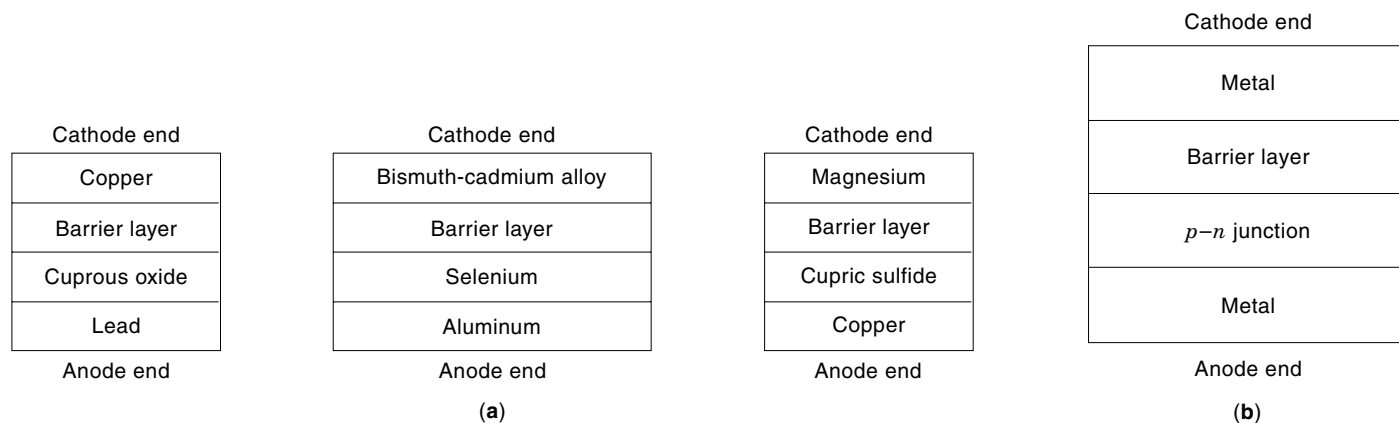 Cathode end
Copper
Barrier layer
Cuprous oxide
Lead
Anode end
Cathode end
Bismuth-cadmium alloy
Barrier layer
Selenium
Aluminum
Anode end
(a)
Cathode end
Magnesium
Barrier layer
Cupric sulfide
Copper
Anode end
Cathode end
Metal
Barrier layer
p–n junction
Metal
Anode end
(b)